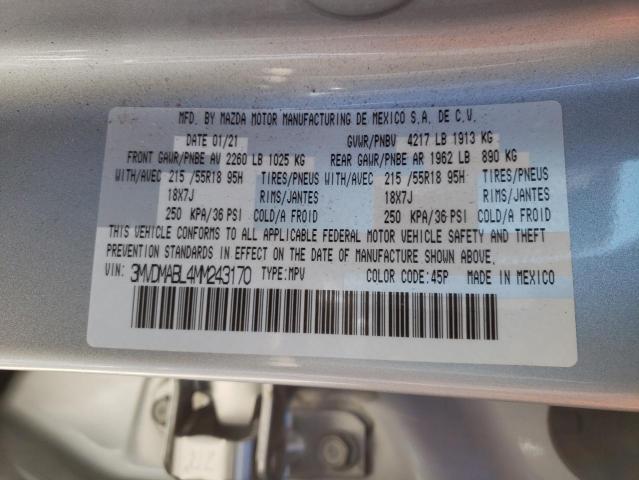 MFD. BY MAZDA MOTOR MANUFACTURING DE MEXICO S.A. DE C.V.
DATE 01/21 GVWR/PNBV 4217 LB 1913 KG
FRONT GAWR/PNBE AV 2260 LB 1025 KG REAR GAWR/PNBE AR 1962 LB 890 KG
WITH/AVEC 215 /55R18 95H TIRES/PNEUS WITH/AVEC 215 /55R18 95H TIRES/PNEUS
18X7J RIMS/JANTES 18X7J RIMS/JANTES
250 KPA/36 PSI COLD/A FROID 250 KPA/36 PSI COLD/A FROID
THIS VEHICLE CONFORMS TO ALL APPLICABLE FEDERAL MOTOR VEHICLE SAFETY AND THEFT
PREVENTION STANDARDS IN EFFECT ON THE DATE OF MANUFACTURE SHOWN ABOVE.
VIN: 3MVDMABL4MM243170 TYPE:MPV COLOR CODE:45P MADE IN MEXICO